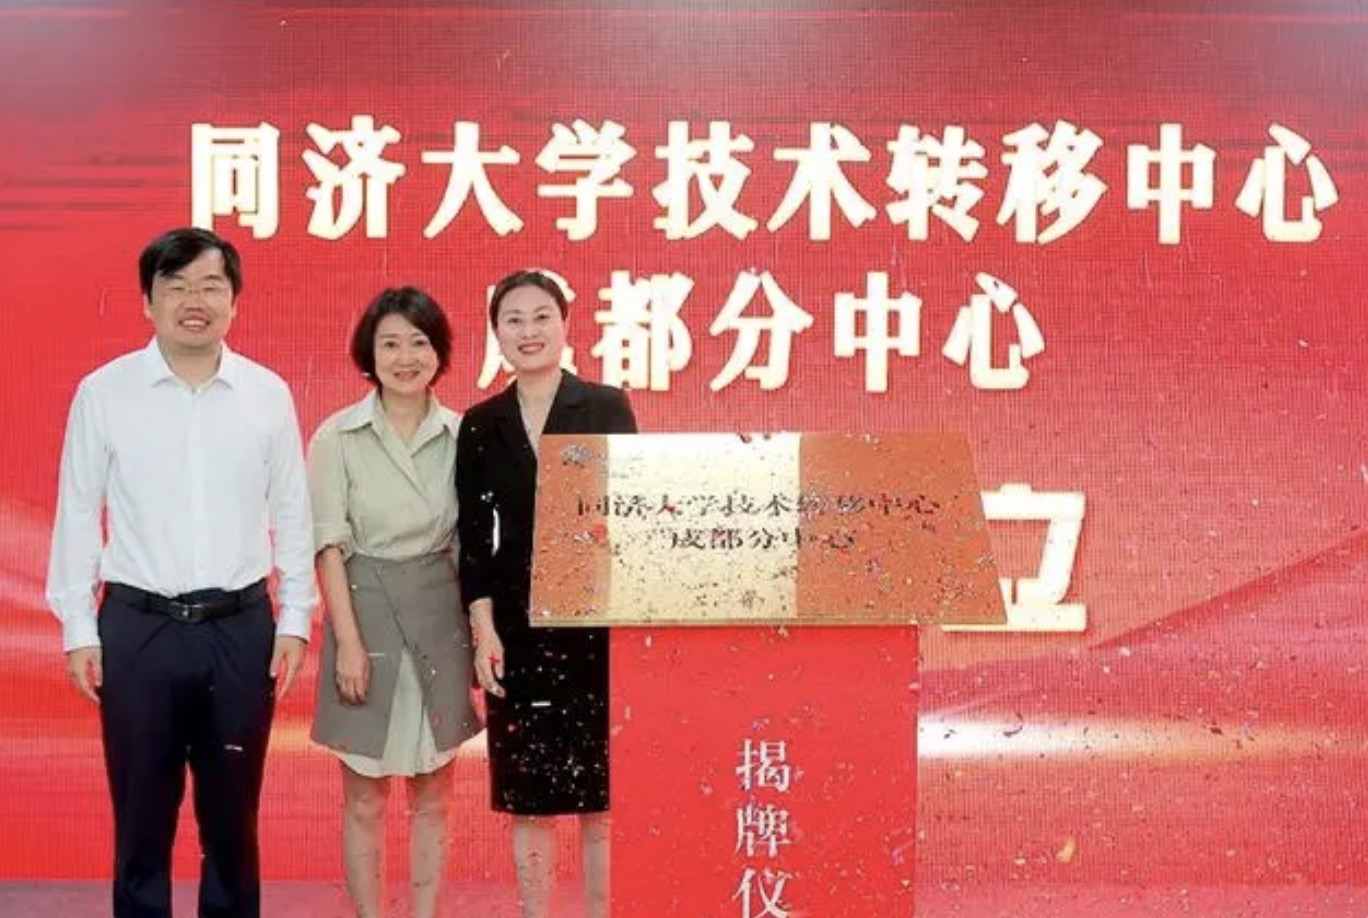 同济大学技术转移中心
成都分中心
立
同济大学技术转移中心
成都分中心
揭牌仪